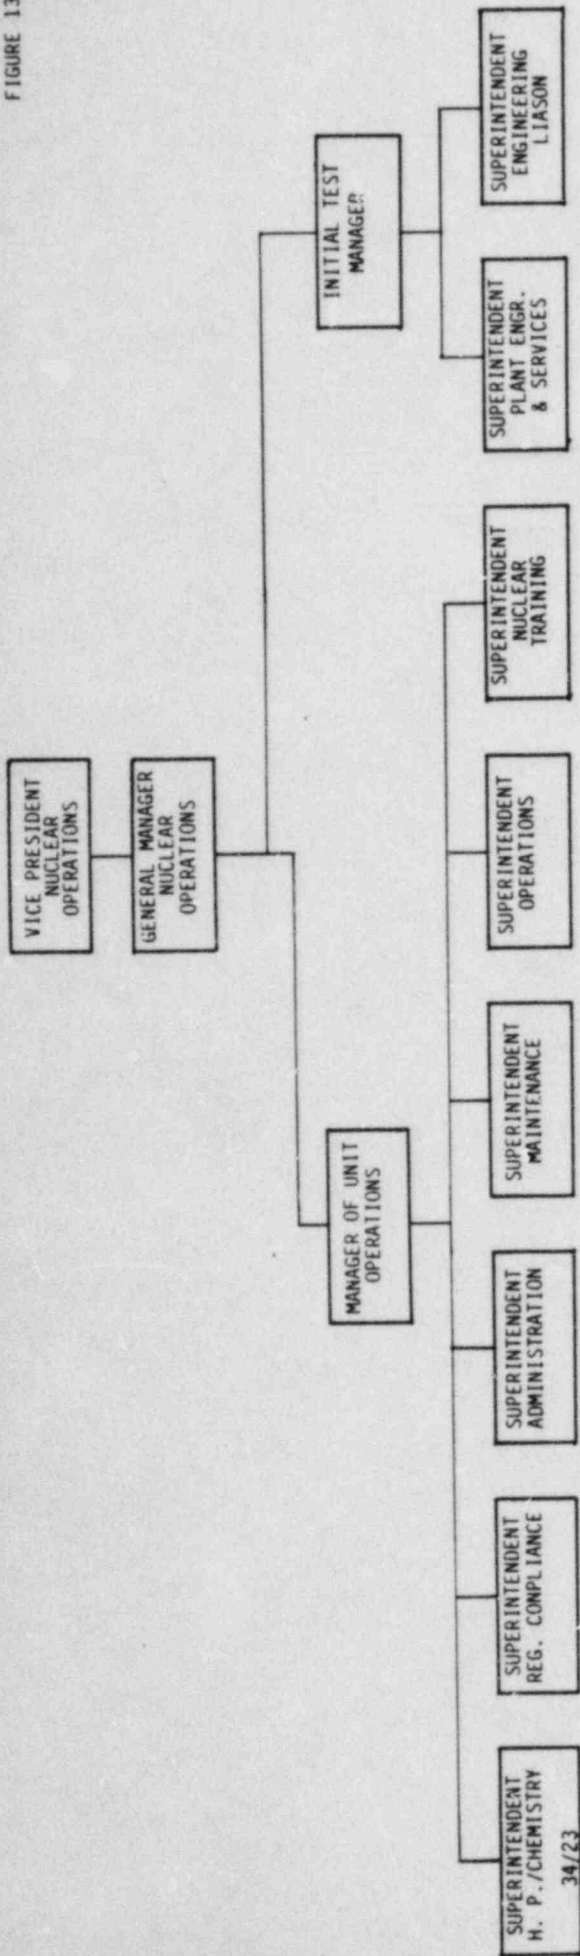 FIGURE 13
VICE PRESIDENT
NUCLEAR
OPERATIONS
GENERAL MANAGER
NUCLEAR
OPERATIONS
MANAGER OF UNIT
OPERATIONS
INITIAL TEST
MANAGER
SUPERINTENDENT
H. P./CHEMISTRY
34/23
SUPERINTENDENT
REG. CONPLIANCE
SUPERINTENDENT
ADMINISTRATION
SUPERINTENDENT
MAINTENANCE
SUPERINTENDENT
OPERATIONS
SUPERINTENDENT
NUCLEAR
TRAINING
SUPERINTENDENT
PLANT ENGR.
& SERVICES
SUPERINTENDENT
ENGINEERING
LIASON